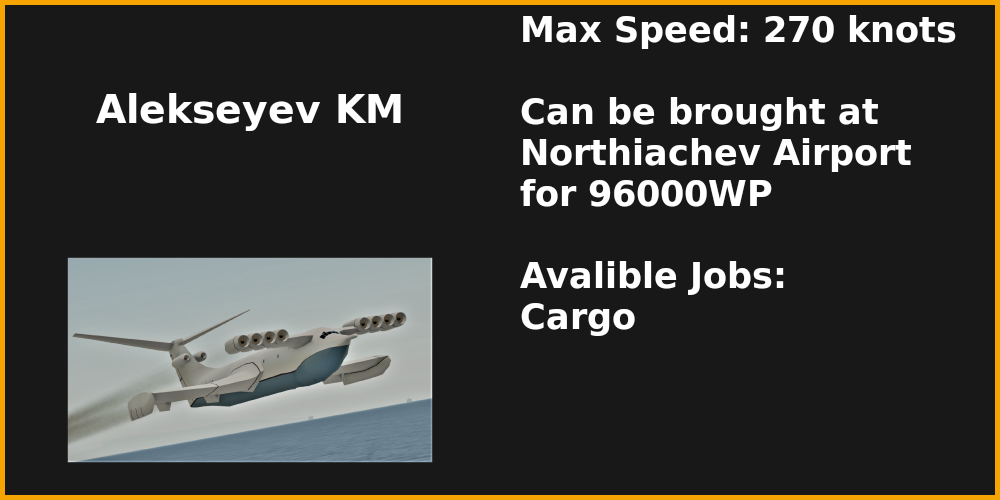 Alekseyev KM
Max Speed: 270 knots
Can be brought at
Northiachev Airport
for 96000WP
Avalible Jobs:
Cargo